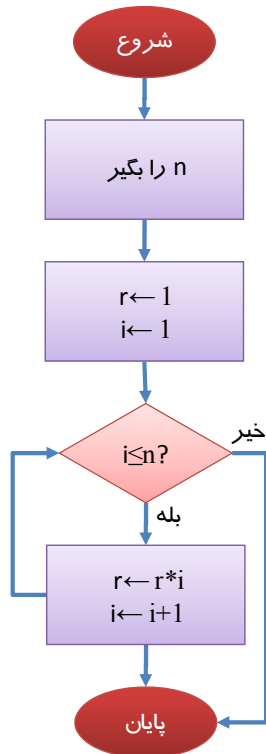 شروع
n را بگیر
r← 1
i← 1
i≤n?
خیر
بله
r← r*i
i← i+1
پایان